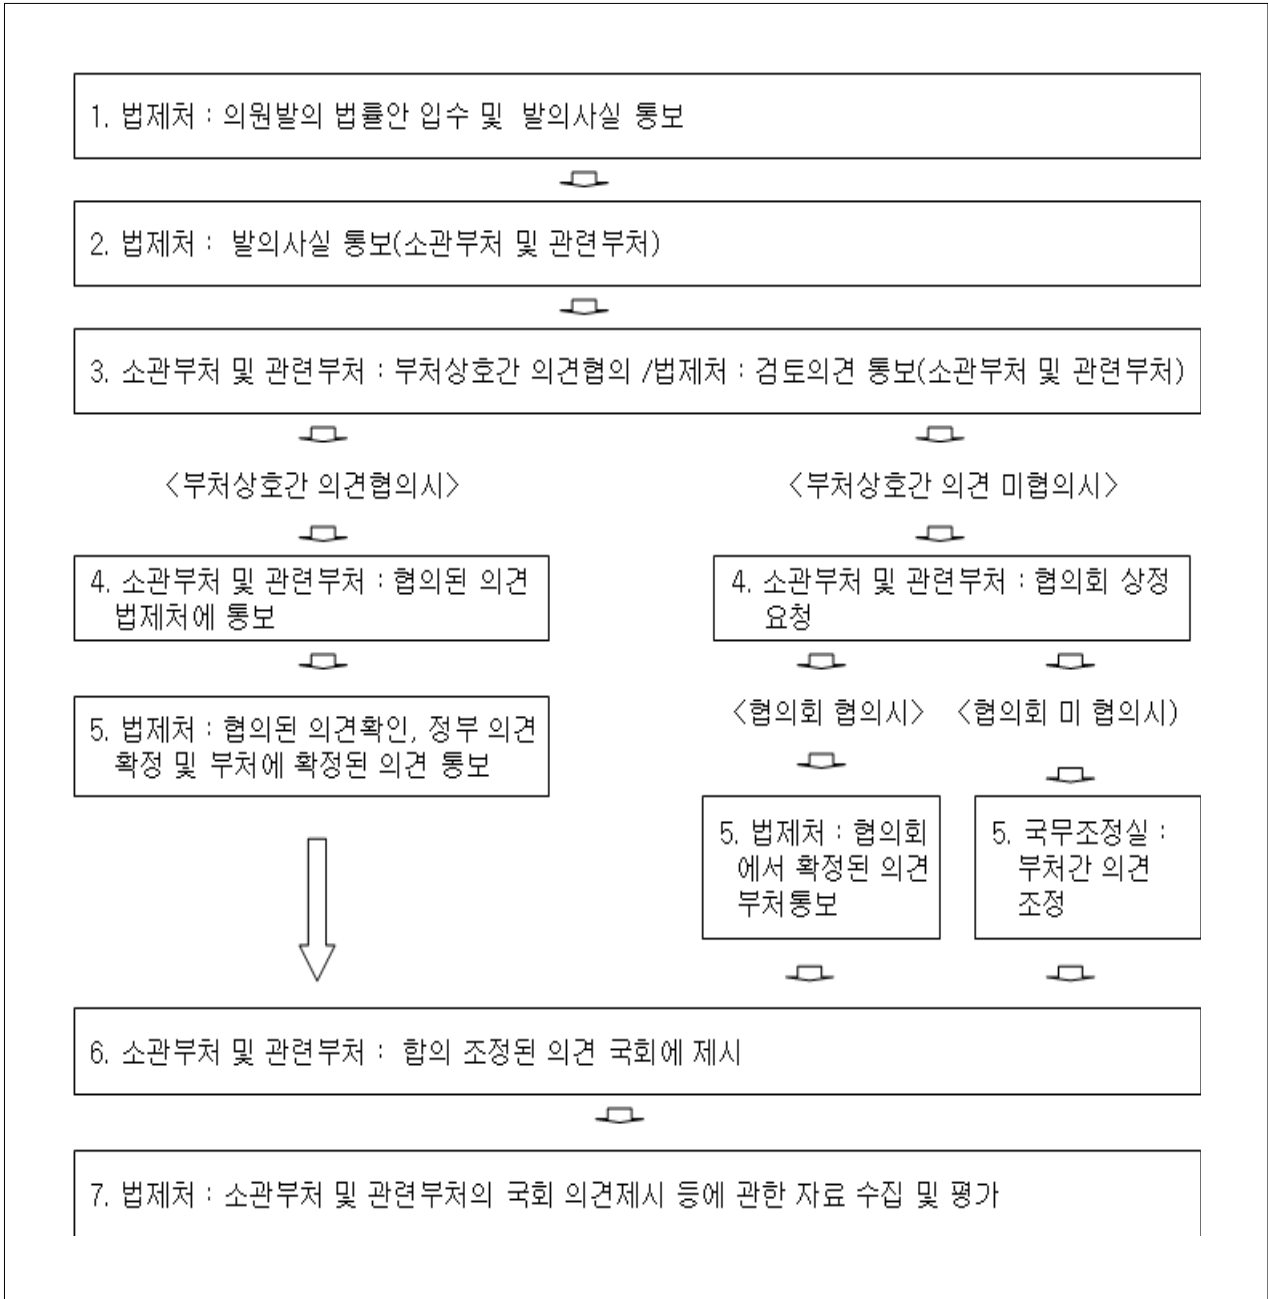 1. 법제처 : 의원발의 법률안 입수 및 발의사실 통보
2. 법제처 : 발의사실 통보(소관부처 및 관련부처)
3. 소관부처 및 관련부처 : 부처상호간 의견협의 /법제처 : 검토의견 통보(소관부처 및 관련부처)
<부처상호간 의견협의시>
<부처상호간 의견 미협의시>
4. 소관부처 및 관련부처 : 협의된 의견
법제처에 통보
4. 소관부처 및 관련부처 : 협의회 상정
요청
5. 법제처 : 협의된 의견확인, 정부 의견
확정 및 부처에 확정된 의견 통보
<협의회 협의시>
<협의회 미 협의시)
5. 법제처 : 협의회
에서 확정된 의견
부처통보
5. 국무조정실 :
부처간 의견
조정
6. 소관부처 및 관련부처 : 합의 조정된 의견 국회에 제시
7. 법제처 : 소관부처 및 관련부처의 국회 의견제시 등에 관한 자료 수집 및 평가